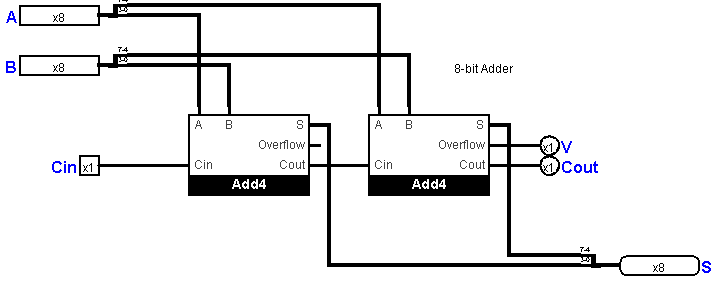 7-4
A x8 3-0
7-4
B x8 3-0
8-bit Adder
A B S A B S
Overflow Overflow x1 V
Cin x1 Cin Cout Cin Cout x1 Cout
Add4 Add4
7-4
3-0
x8 S